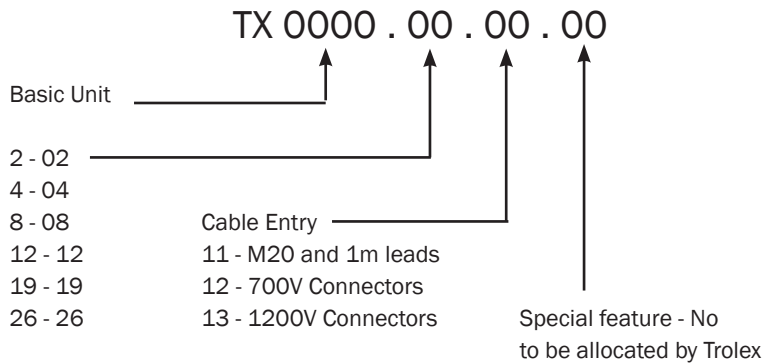 TX 0000 . 00 . 00 . 00
Basic Unit
2 - 02
4 - 04
8 - 08
12 - 12
19 - 19
26 - 26
Cable Entry
11 - M20 and 1m leads
12 - 700V Connectors
13 - 1200V Connectors
Special feature - No
to be allocated by Trolex